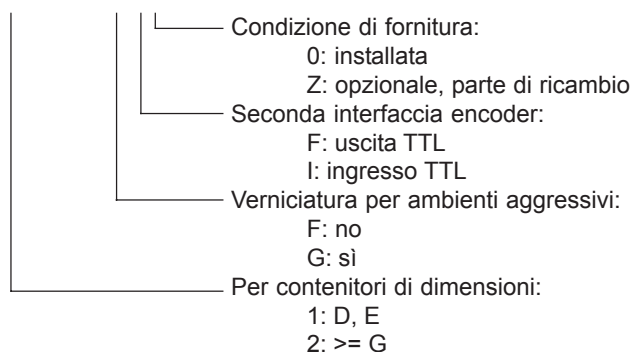 Condizione di fornitura:
0: installata
Z: opzionale, parte di ricambio
Seconda interfaccia encoder:
F: uscita TTL
I: ingresso TTL
Verniciatura per ambienti aggressivi:
F: no
G: sì
Per contenitori di dimensioni:
1: D, E
2: >= G